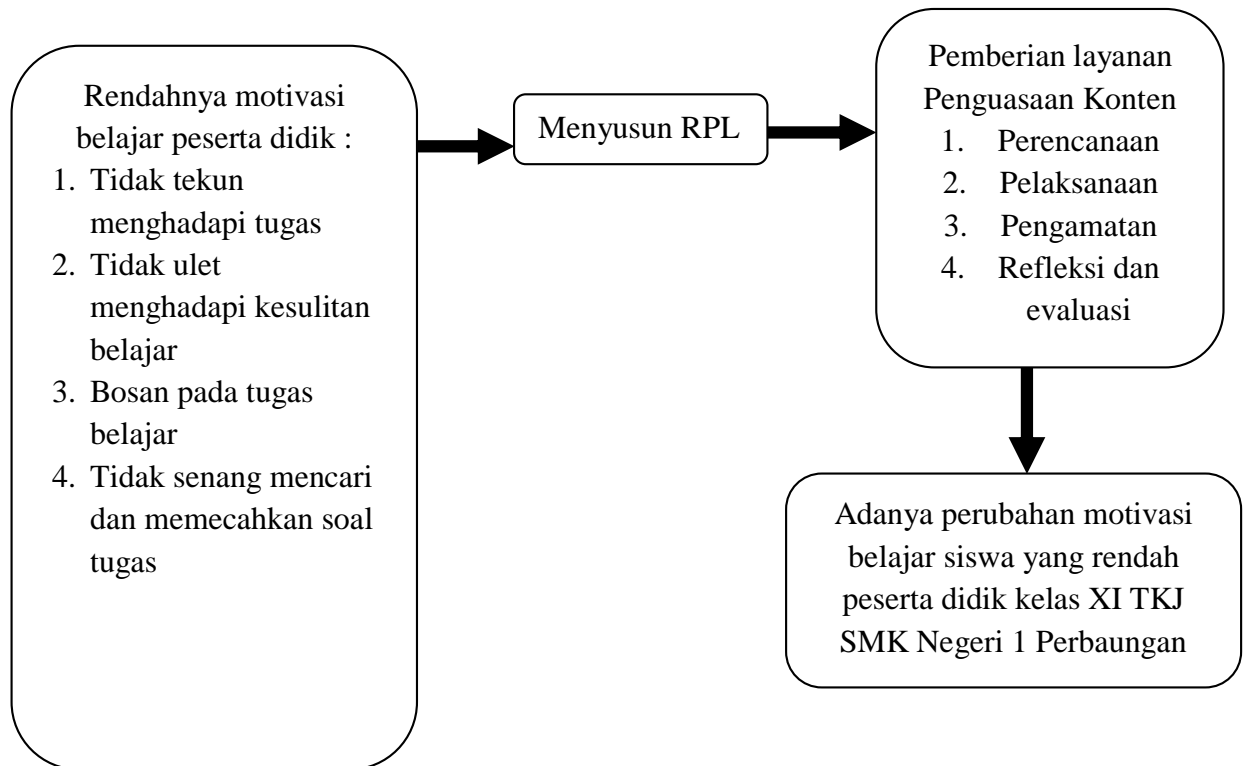 Rendahnya motivasi
belajar peserta didik :
1. Tidak tekun
menghadapi tugas
2. Tidak ulet
menghadapi kesulitan
belajar
3. Bosan pada tugas
belajar
4. Tidak senang mencari
dan memecahkan soal
tugas
Menyusun RPL
Pemberian layanan
Penguasaan Konten
1. Perencanaan
2. Pelaksanaan
3. Pengamatan
4. Refleksi dan
evaluasi
Adanya perubahan motivasi
belajar siswa yang rendah
peserta didik kelas XI TKJ
SMK Negeri 1 Perbaungan